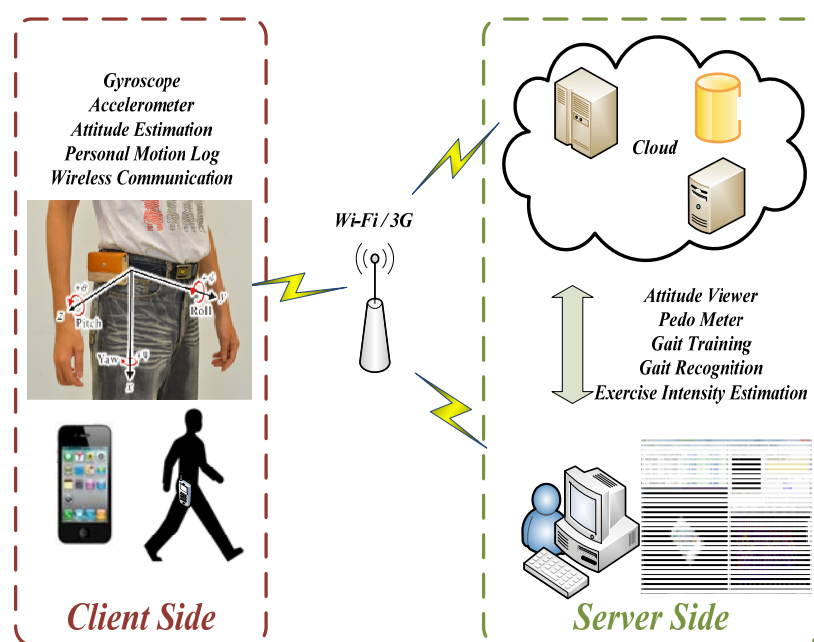 Gyroscope
Accelerometer
Attitude Estimation
Personal Motion Log
Wireless Communication
Pitch
Roll
Yaw
z
y
x
Client Side
Wi-Fi / 3G
Cloud
Attitude Viewer
Pedo Meter
Gait Training
Gait Recognition
Exercise Intensity Estimation
Server Side